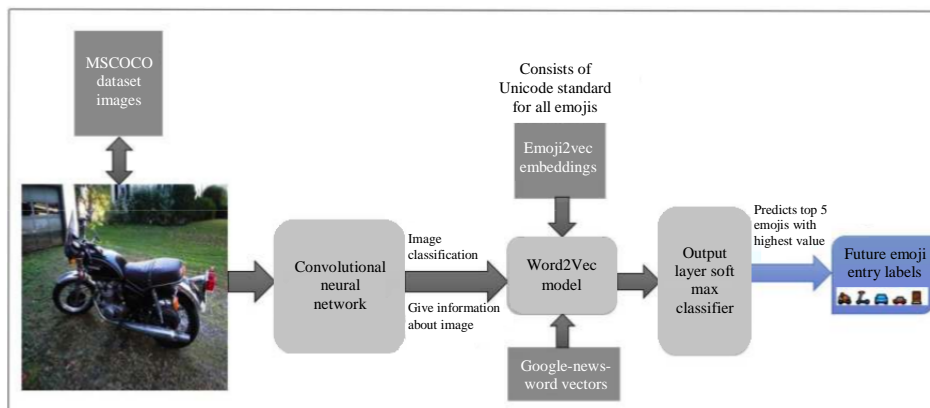 MSCOCO
dataset
images
Consists of
Unicode standard
for all emojis
Emoji2vec
embeddings
Convolutional
neural
network
Image
classification
Give information
about image
Word2Vec
model
Google-news-
word vectors
Output
layer soft
max
classifier
Predicts top 5
emojis with
highest value
Future emoji
entry labels